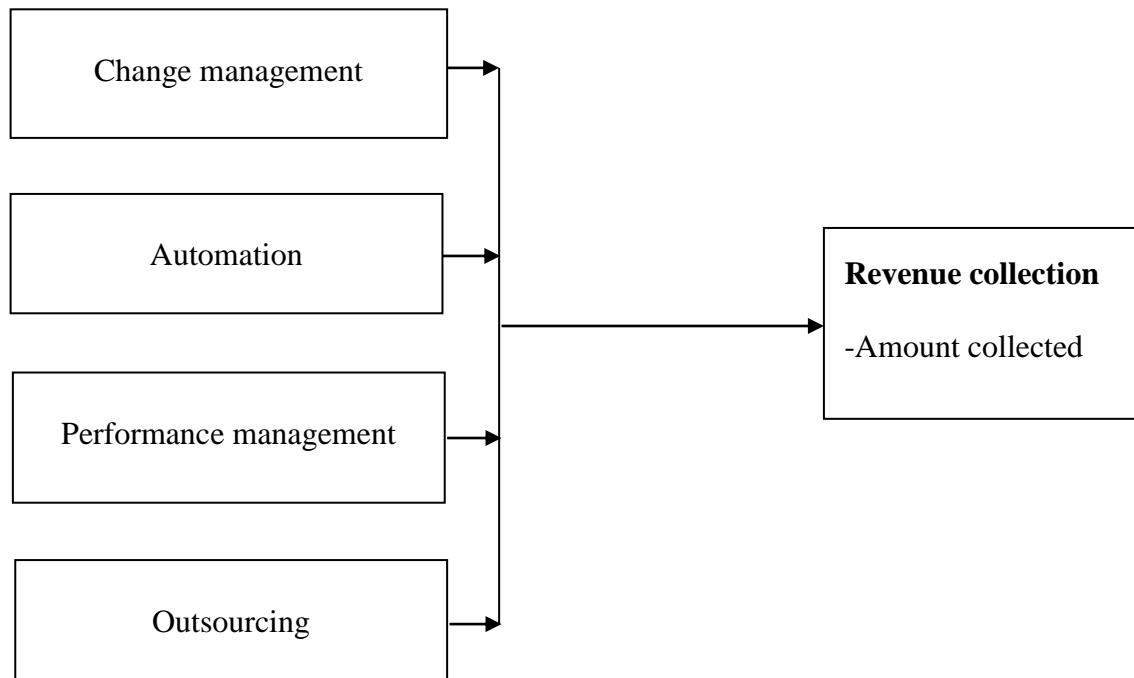 Change management
Automation
Performance management
Outsourcing
Revenue collection
-Amount collected